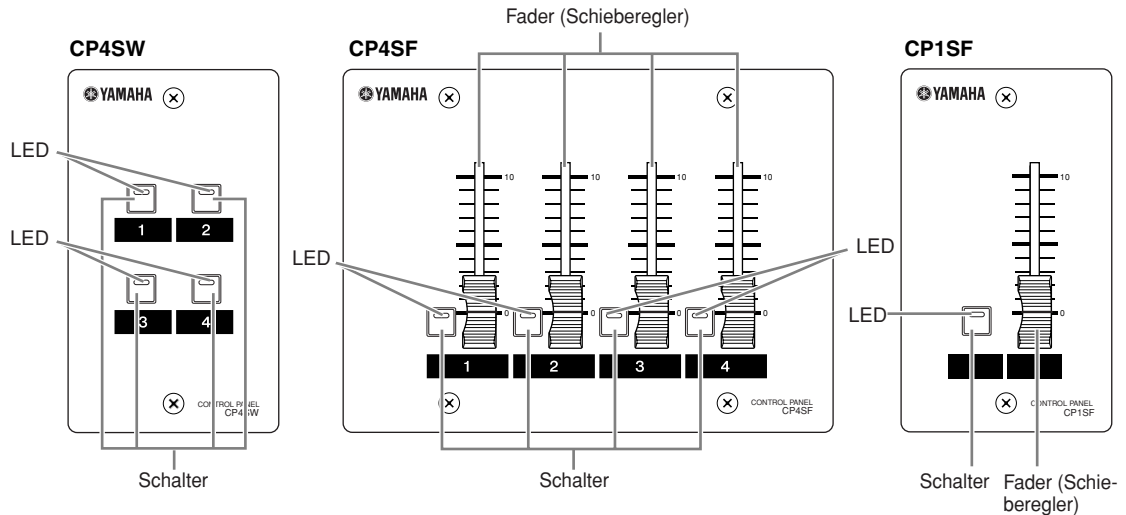 Fader (Schieberegler)
CP4SW
CP4SF
CP1SF
YAMAHA
YAMAHA
YAMAHA
LED
LED
1 2
3 4
CONTROL PANEL
CP4SW
Schalter
10 10 10 10
LED
LED
0 0 0 0
1 2 3 4
CONTROL PANEL
CP4SF
Schalter
10
LED
0
CONTROL PANEL
CP1SF
Schalter
Fader (Schie-
beregler)